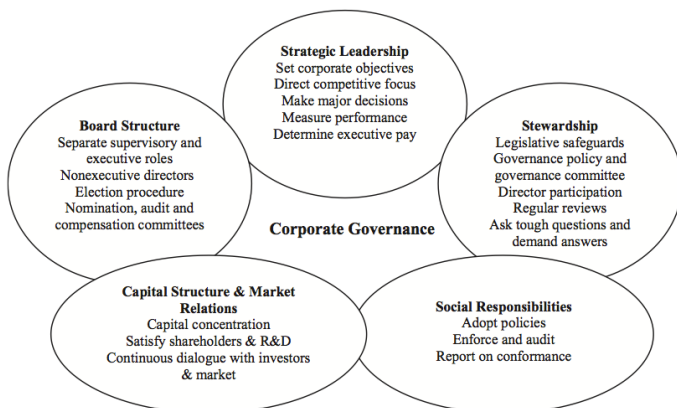 Strategic Leadership
Set corporate objectives
Direct competitive focus
Make major decisions
Measure performance
Determine executive pay
Board Structure
Separate supervisory and
executive roles
Nonexecutive directors
Election procedure
Nomination, audit and
compensation committees
Stewardship
Legislative safeguards
Governance policy and
governance committee
Director participation
Regular reviews
Ask tough questions and
demand answers
Corporate Governance
Capital Structure & Market
Relations
Capital concentration
Satisfy shareholders & R&D
Continuous dialogue with investors
& market
Social Responsibilities
Adopt policies
Enforce and audit
Report on conformance